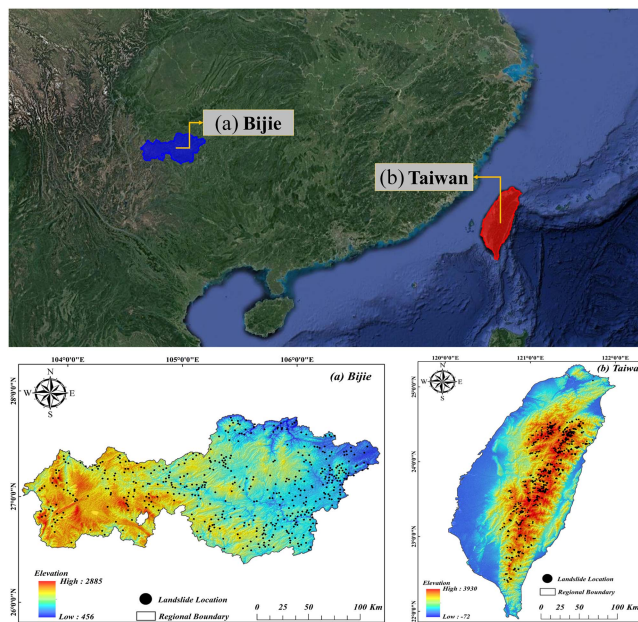 (a) Bijie
(b) Taiwan
104°0'0"E 105°0'0"E 106°0'0"E
28°0'0"N
27°0'0"N
26°0'0"N
N
W E
S
(a) Bijie
Elevation
High : 2885
Low : 456
Landslide Location
Regional Boundary
0 25 50 100 Km
120°0'0"E 121°0'0"E 122°0'0"E
25°0'0"N
24°0'0"N
23°0'0"N
22°0'0"N
N
W E
S
(b) Taiwa
Elevation
High : 3930
Low : -72
Landslide Location
Regional Boundary
0 25 50 100 Km